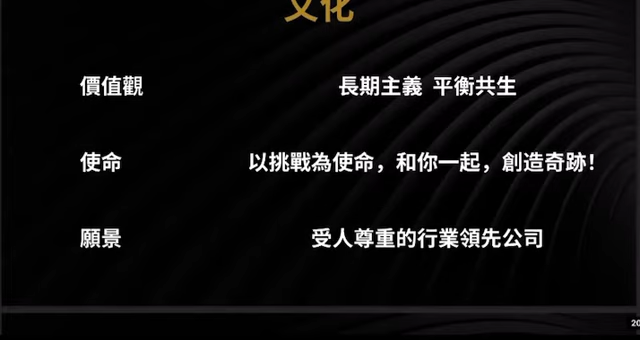 文化
價值觀 長期主義 平衡共生
使命 以挑戰為使命，和你一起，創造奇跡！
願景 受人尊重的行業領先公司
20